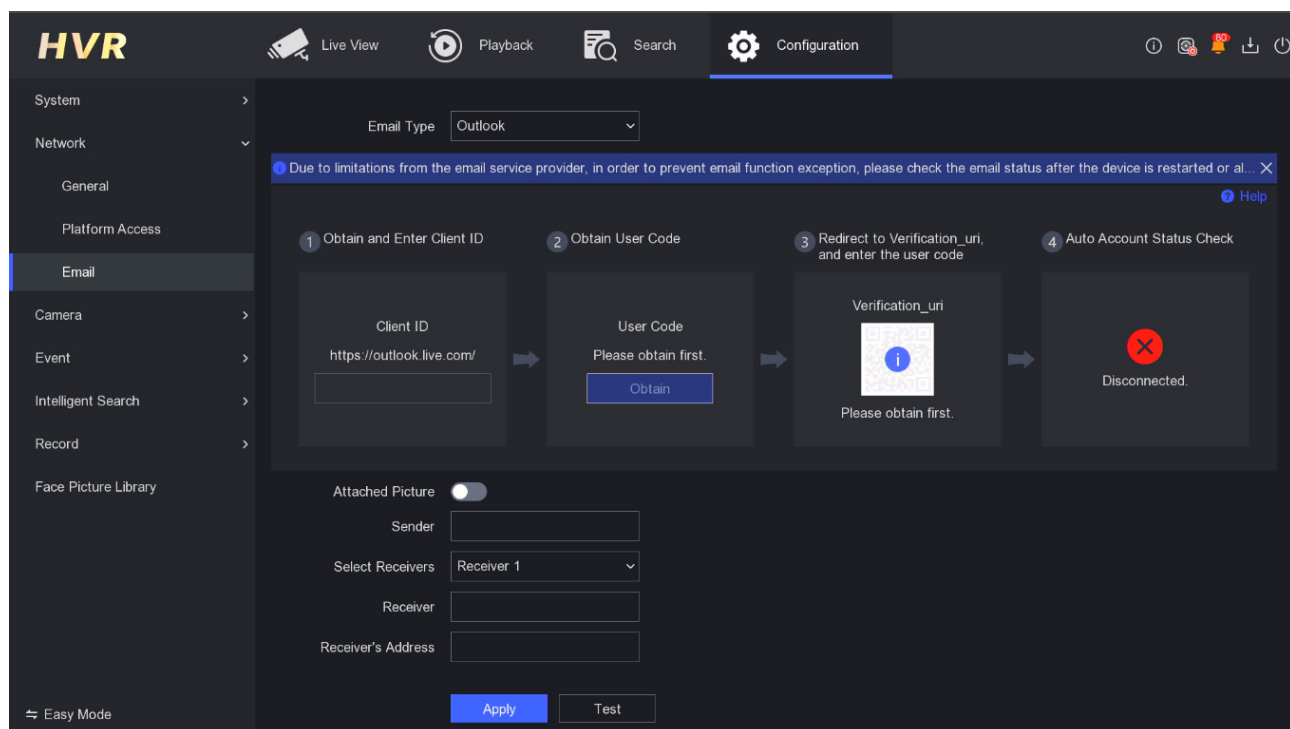 HVR
Live View
Playback
Search
Configuration
80
System
Network
General
Platform Access
Email
Camera
Event
Intelligent Search
Record
Face Picture Library
Easy Mode
Email Type
Outlook
Due to limitations from the email service provider, in order to prevent email function exception, please check the email status after the device is restarted or al...
Help
1 Obtain and Enter Client ID
Client ID
https://outlook.live.com/
2 Obtain User Code
User Code
Please obtain first.
Obtain
3 Redirect to Verification_uri,
and enter the user code
Verification_uri
Please obtain first.
4 Auto Account Status Check
Disconnected.
Attached Picture
Sender
Select Receivers
Receiver 1
Receiver
Receiver's Address
Apply
Test